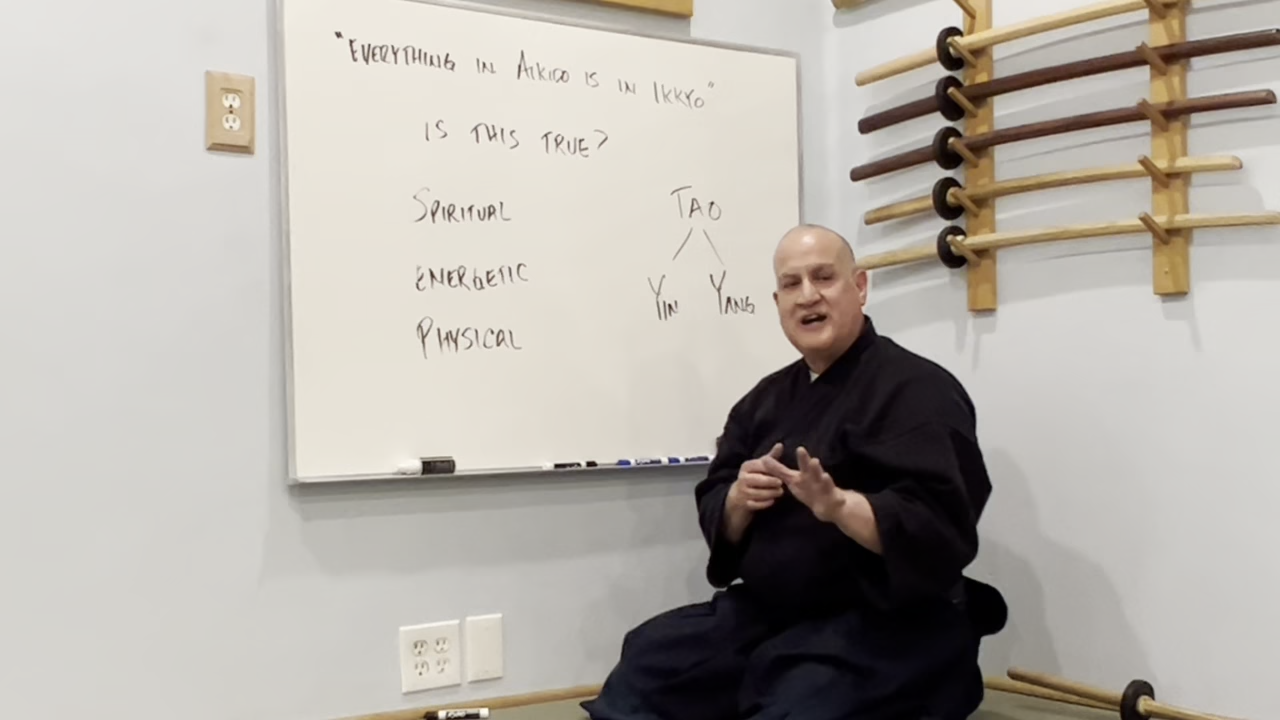 "EVERYTHING IN AIKIDO IS IN IKKYO"
IS THIS TRUE?
SPIRITUAL
ENERGETIC
PHYSICAL
TAO
YIN YANG